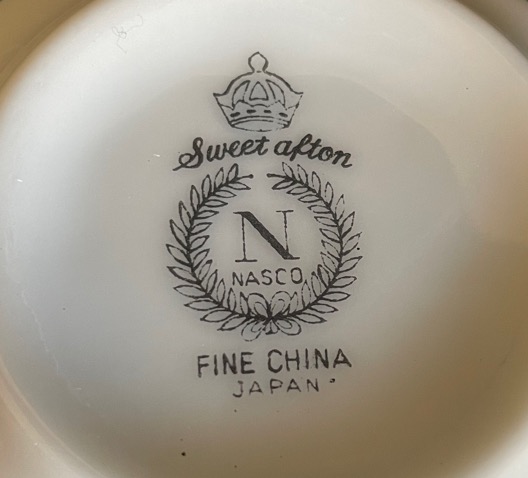 Sweet afton
N
NASCO
FINE CHINA
JAPAN